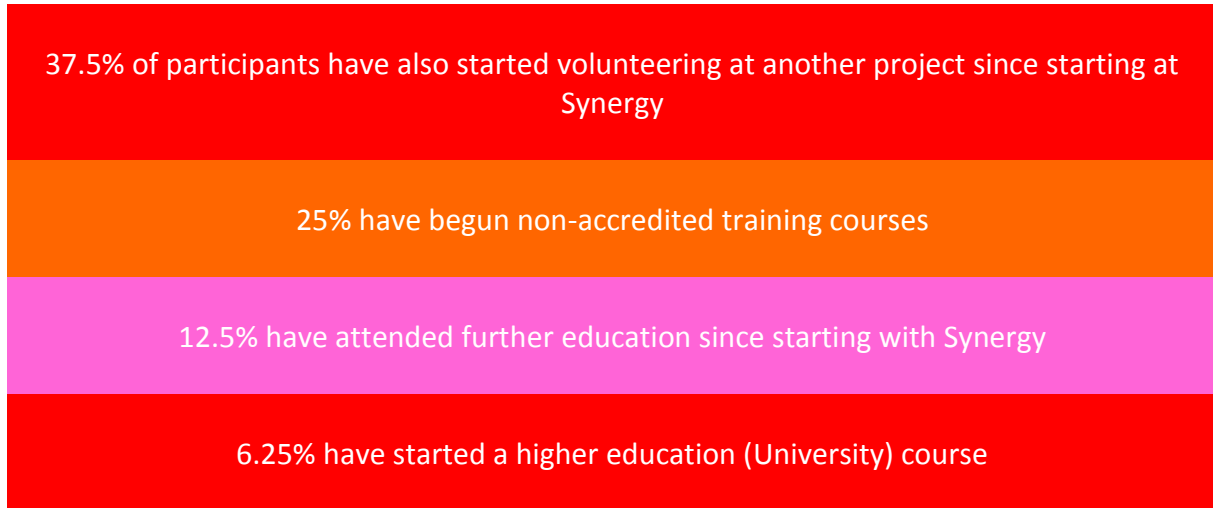 37.5% of participants have also started volunteering at another project since starting at
Synergy
25% have begun non-accredited training courses
12.5% have attended further education since starting with Synergy
6.25% have started a higher education (University) course